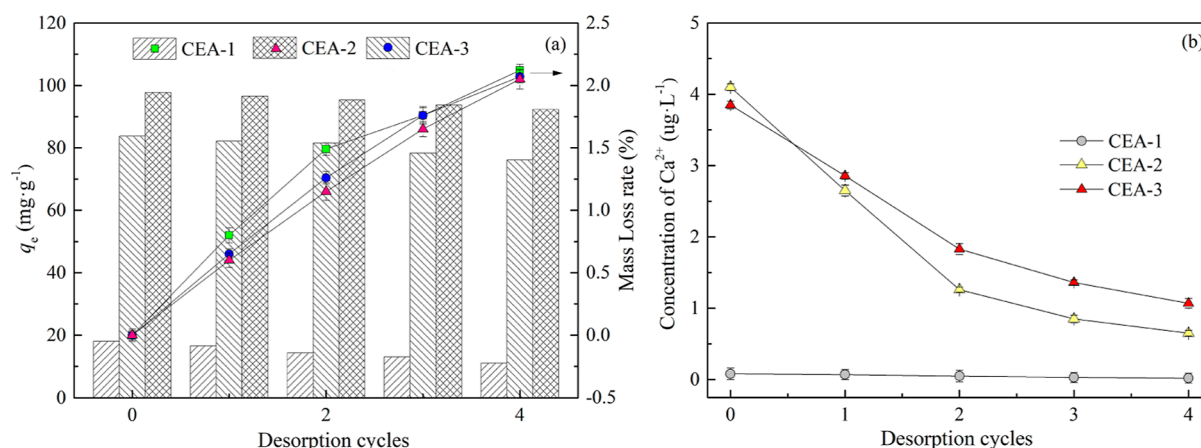 (a)
CEA-1 CEA-2 CEA-3
120
100
80
60
40
20
0
qe (mg·g-1)
2.5
2.0
1.5
1.0
0.5
0.0
-0.5
Mass Loss rate (%)
0 2 4
Desorption cycles
(b)
CEA-1
CEA-2
CEA-3
5
4
3
2
1
0
Concentration of Ca2+ (ug·L-1)
0 1 2 3 4
Desorption cycles